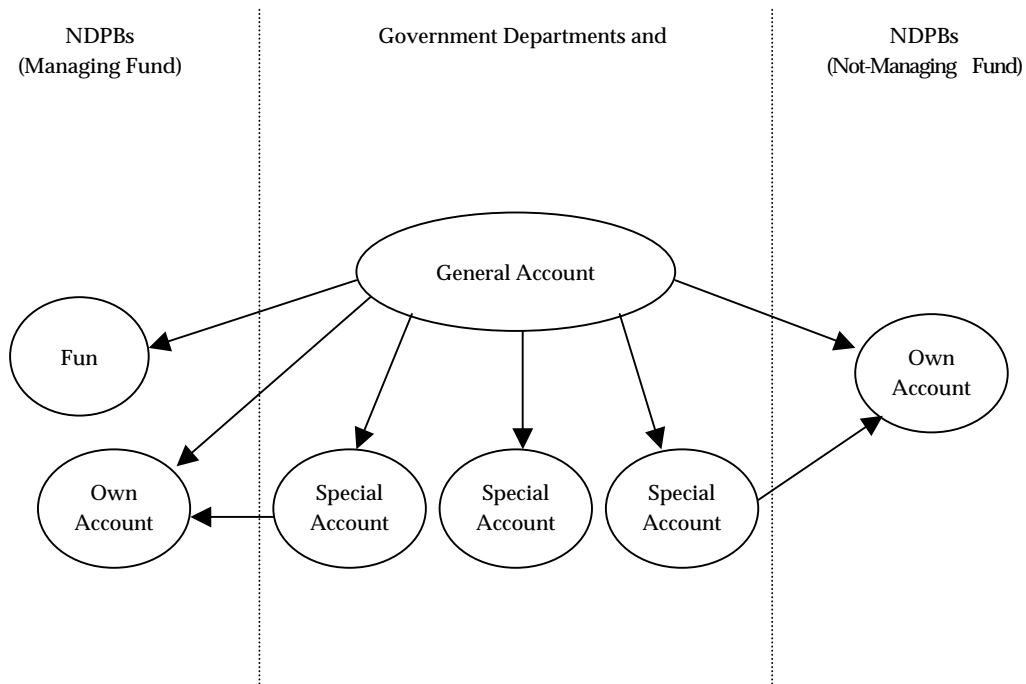 NDPBs
(Managing Fund)
Government Departments and
NDPBs
(Not-Managing Fund)
General Account
Fun
Own
Account
Own
Account
Special
Account
Special
Account
Special
Account